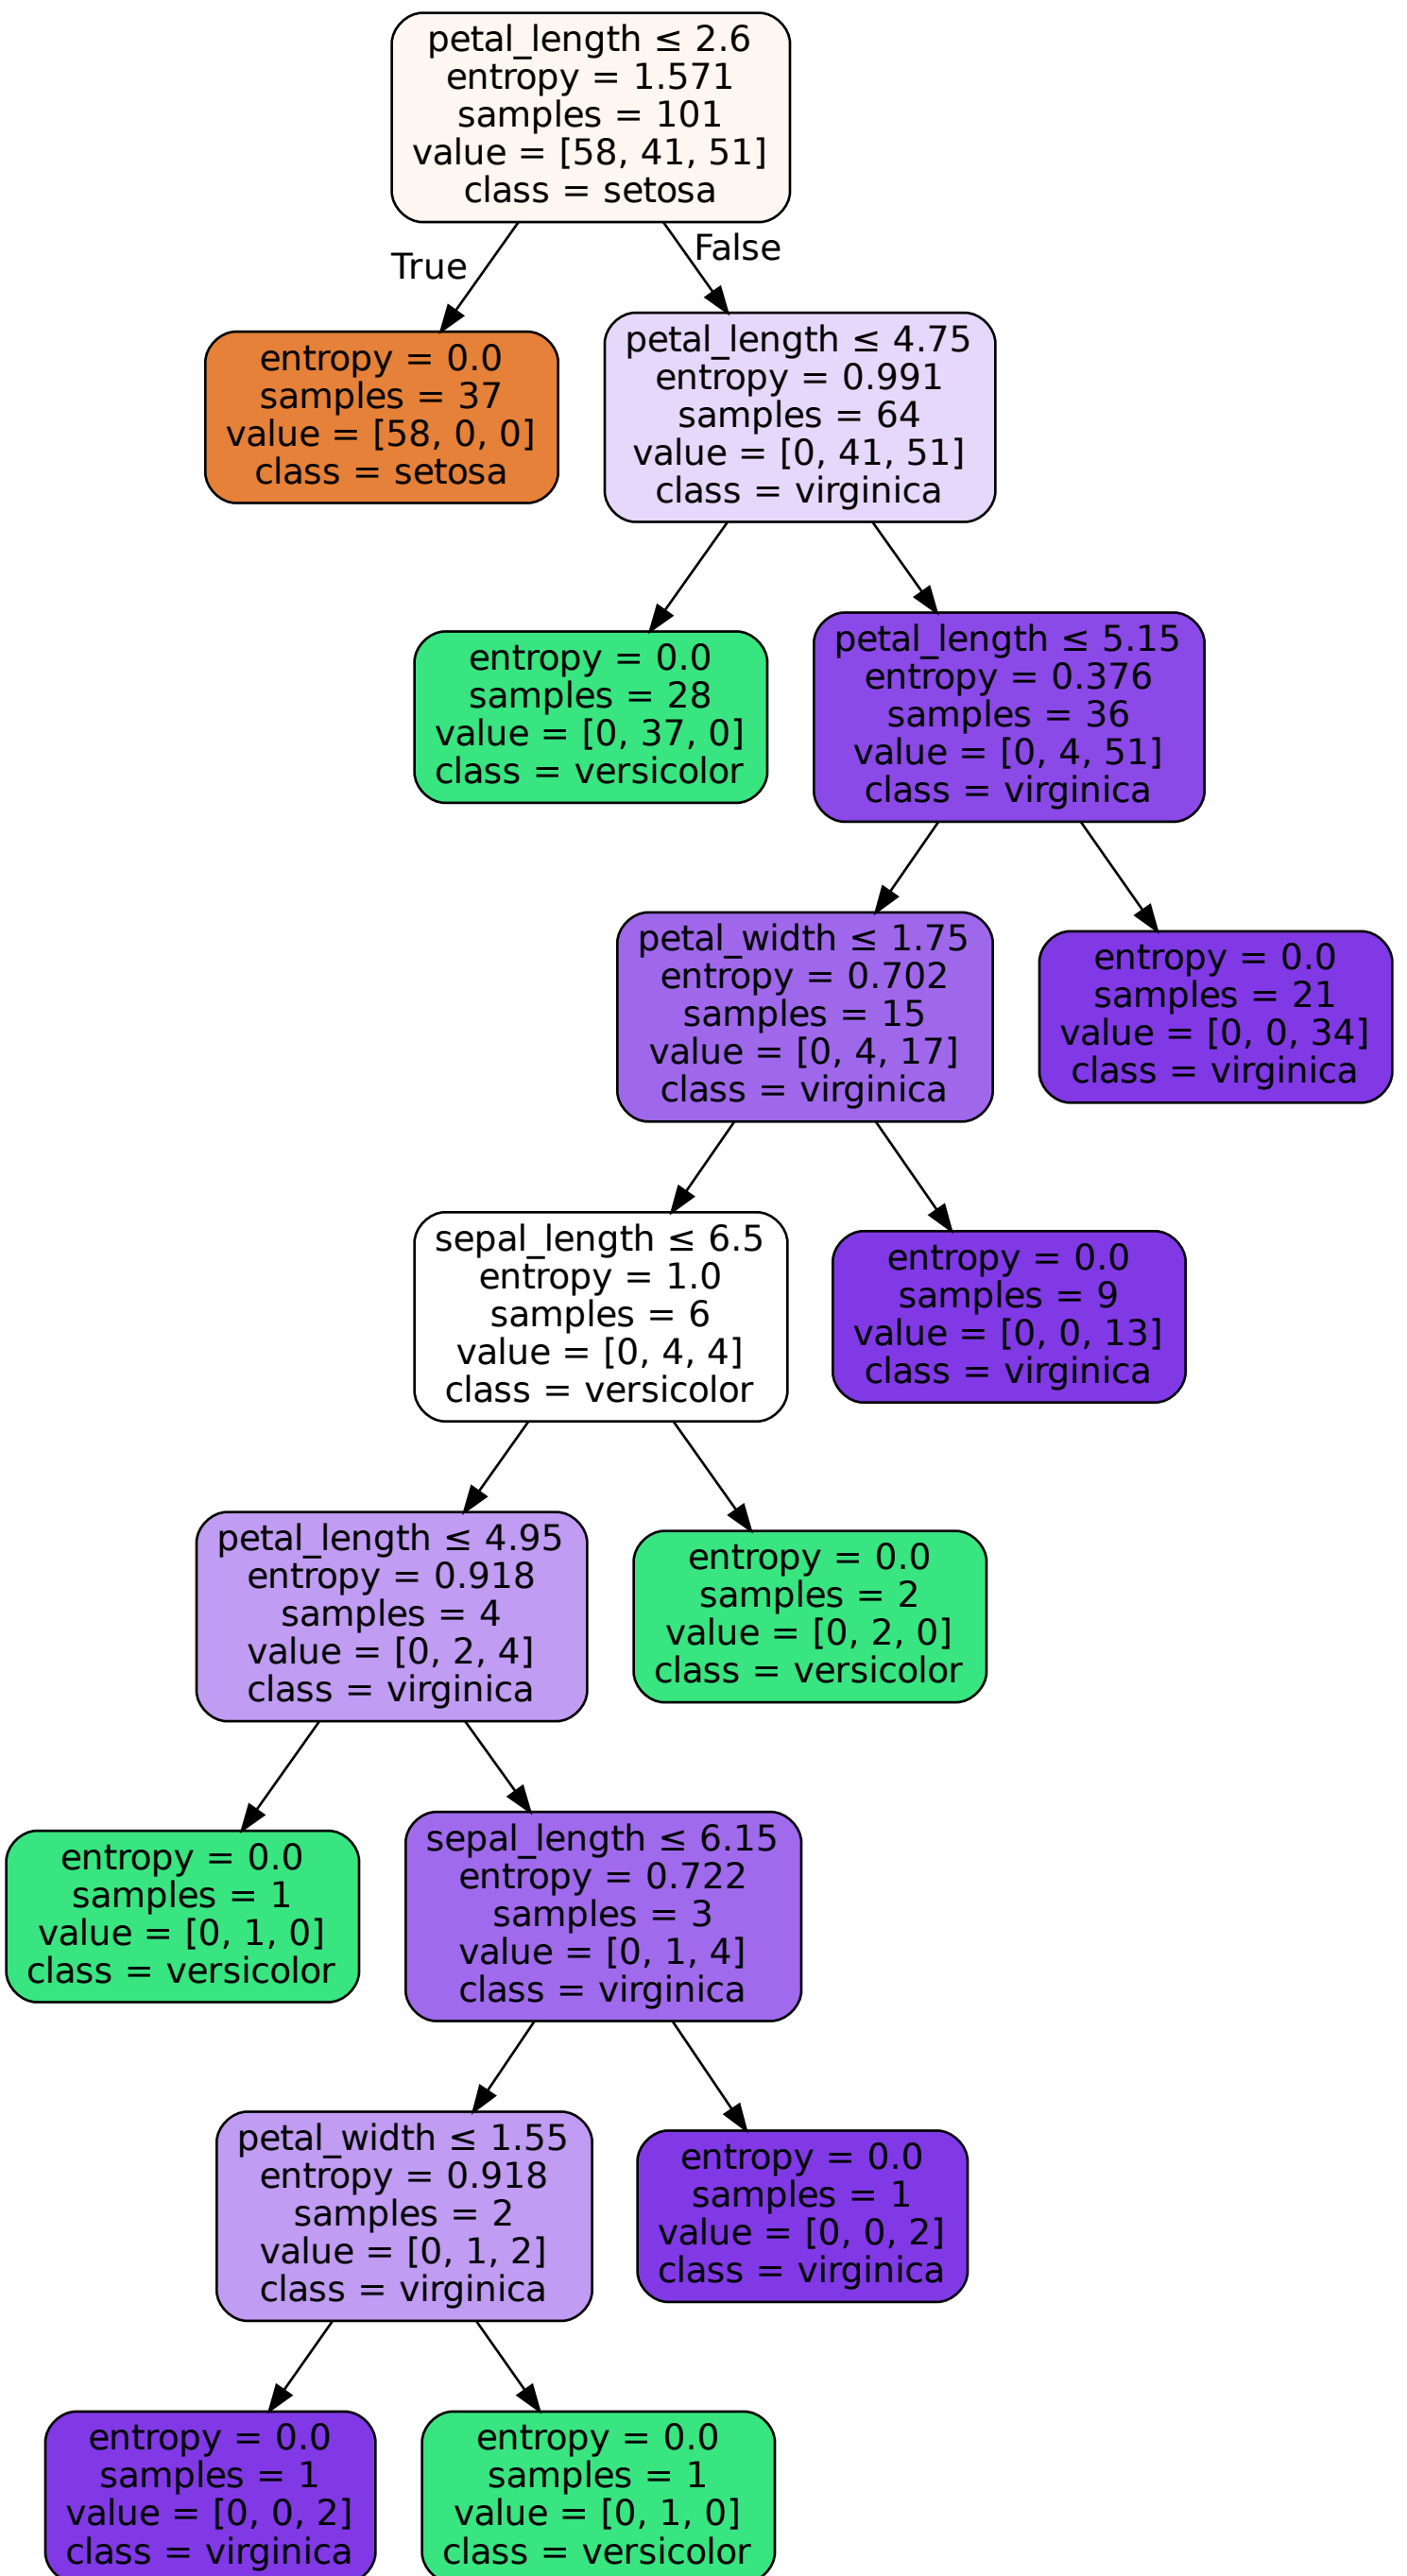 petal_length ≤ 2.6
entropy = 1.571
samples = 101
value = [58, 41, 51]
class = setosa
True
False
entropy = 0.0
samples = 37
value = [58, 0, 0]
class = setosa
petal_length ≤ 4.75
entropy = 0.991
samples = 64
value = [0, 41, 51]
class = virginica
entropy = 0.0
samples = 28
value = [0, 37, 0]
class = versicolor
petal_length ≤ 5.15
entropy = 0.376
samples = 36
value = [0, 4, 51]
class = virginica
petal_width ≤ 1.75
entropy = 0.702
samples = 15
value = [0, 4, 17]
class = virginica
entropy = 0.0
samples = 21
value = [0, 0, 34]
class = virginica
sepal_length ≤ 6.5
entropy = 1.0
samples = 6
value = [0, 4, 4]
class = versicolor
entropy = 0.0
samples = 9
value = [0, 0, 13]
class = virginica
petal_length ≤ 4.95
entropy = 0.918
samples = 4
value = [0, 2, 4]
class = virginica
entropy = 0.0
samples = 2
value = [0, 2, 0]
class = versicolor
entropy = 0.0
samples = 1
value = [0, 1, 0]
class = versicolor
sepal_length ≤ 6.15
entropy = 0.722
samples = 3
value = [0, 1, 4]
class = virginica
petal_width ≤ 1.55
entropy = 0.918
samples = 2
value = [0, 1, 2]
class = virginica
entropy = 0.0
samples = 1
value = [0, 0, 2]
class = virginica
entropy = 0.0
samples = 1
value = [0, 0, 2]
class = virginica
entropy = 0.0
samples = 1
value = [0, 1, 0]
class = versicolor